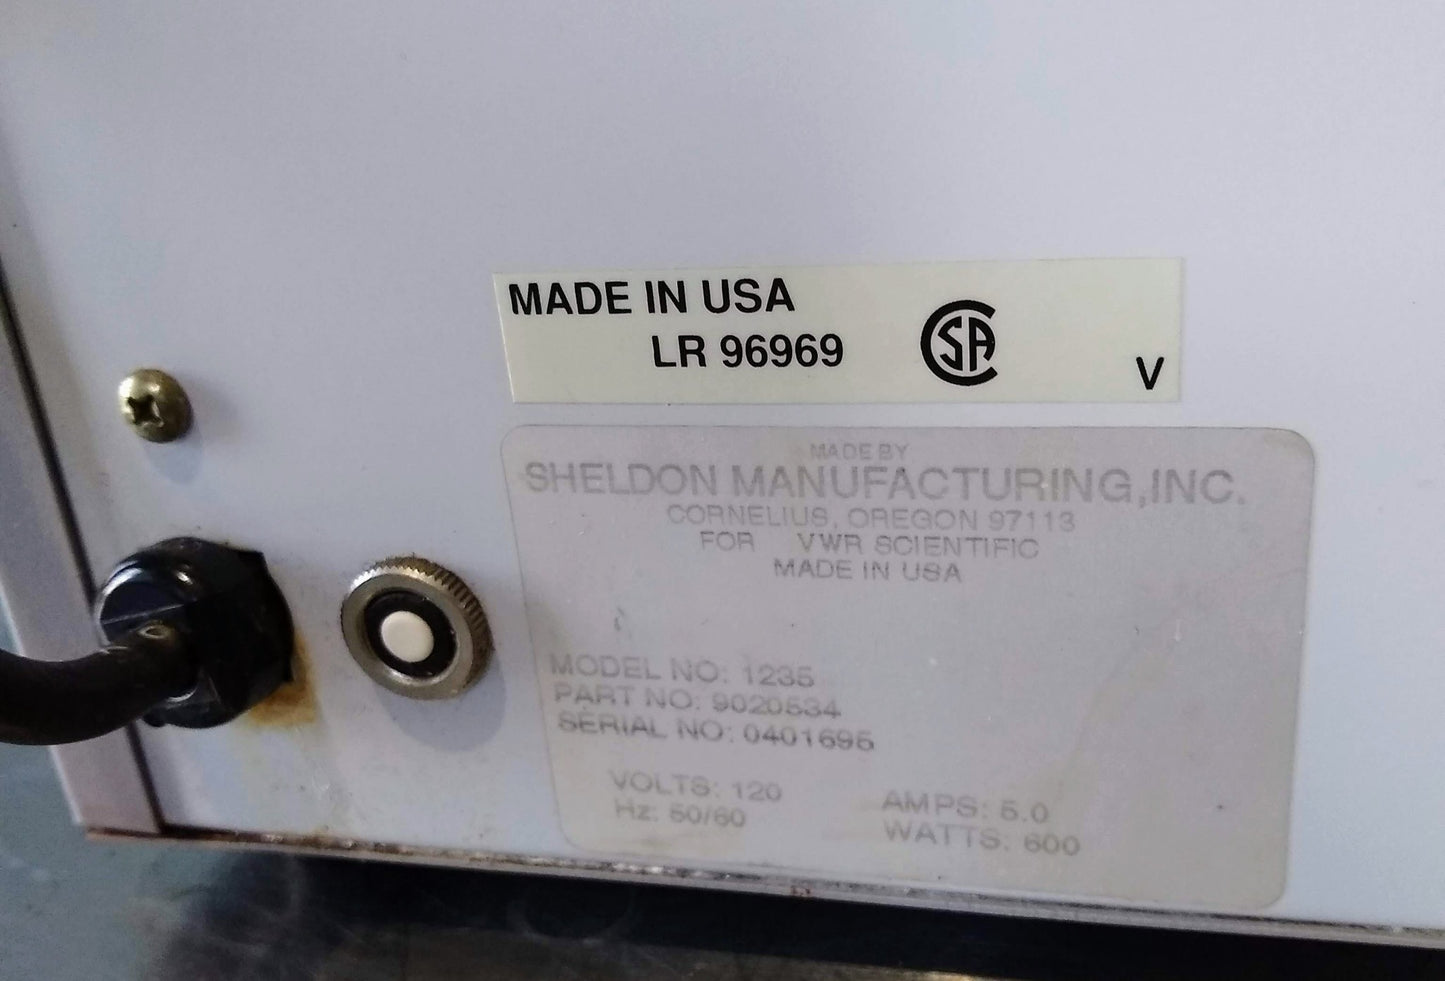 MADE IN USA
LR 96969
CSA
V
MADE BY
SHELDON MANUFACTURING, INC.
CORNELIUS, OREGON 97113
FOR VWR SCIENTIFIC
MADE IN USA
MODEL NO: 1235
PART NO: 9020534
SERIAL NO: 0401695
VOLTS: 120
AMPS: 5.0
Hz: 50/60
WATTS: 600